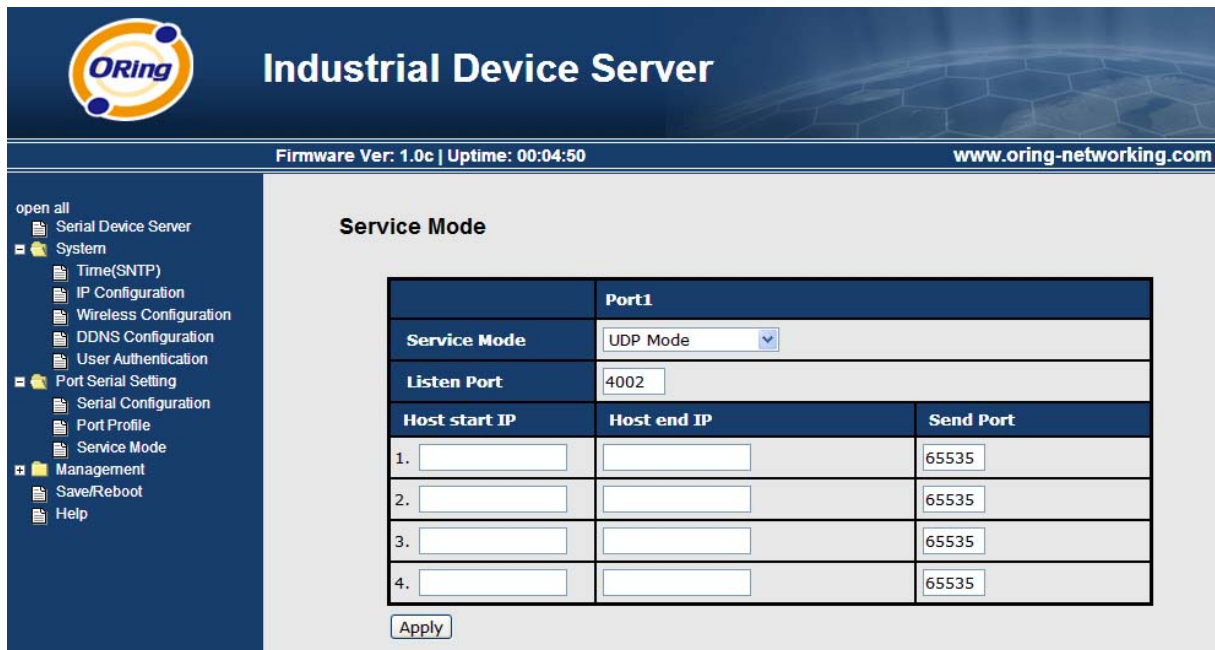 ORing
Industrial Device Server
Firmware Ver: 1.0c | Uptime: 00:04:50
www.oring-networking.com
open all
Serial Device Server
System
Time(SNTP)
IP Configuration
Wireless Configuration
DDNS Configuration
User Authentication
Port Serial Setting
Serial Configuration
Port Profile
Service Mode
Management
Save/Reboot
Help
Service Mode
Port1
Service Mode UDP Mode
Listen Port 4002
Host start IP Host end IP Send Port
1. 65535
2. 65535
3. 65535
4. 65535
Apply